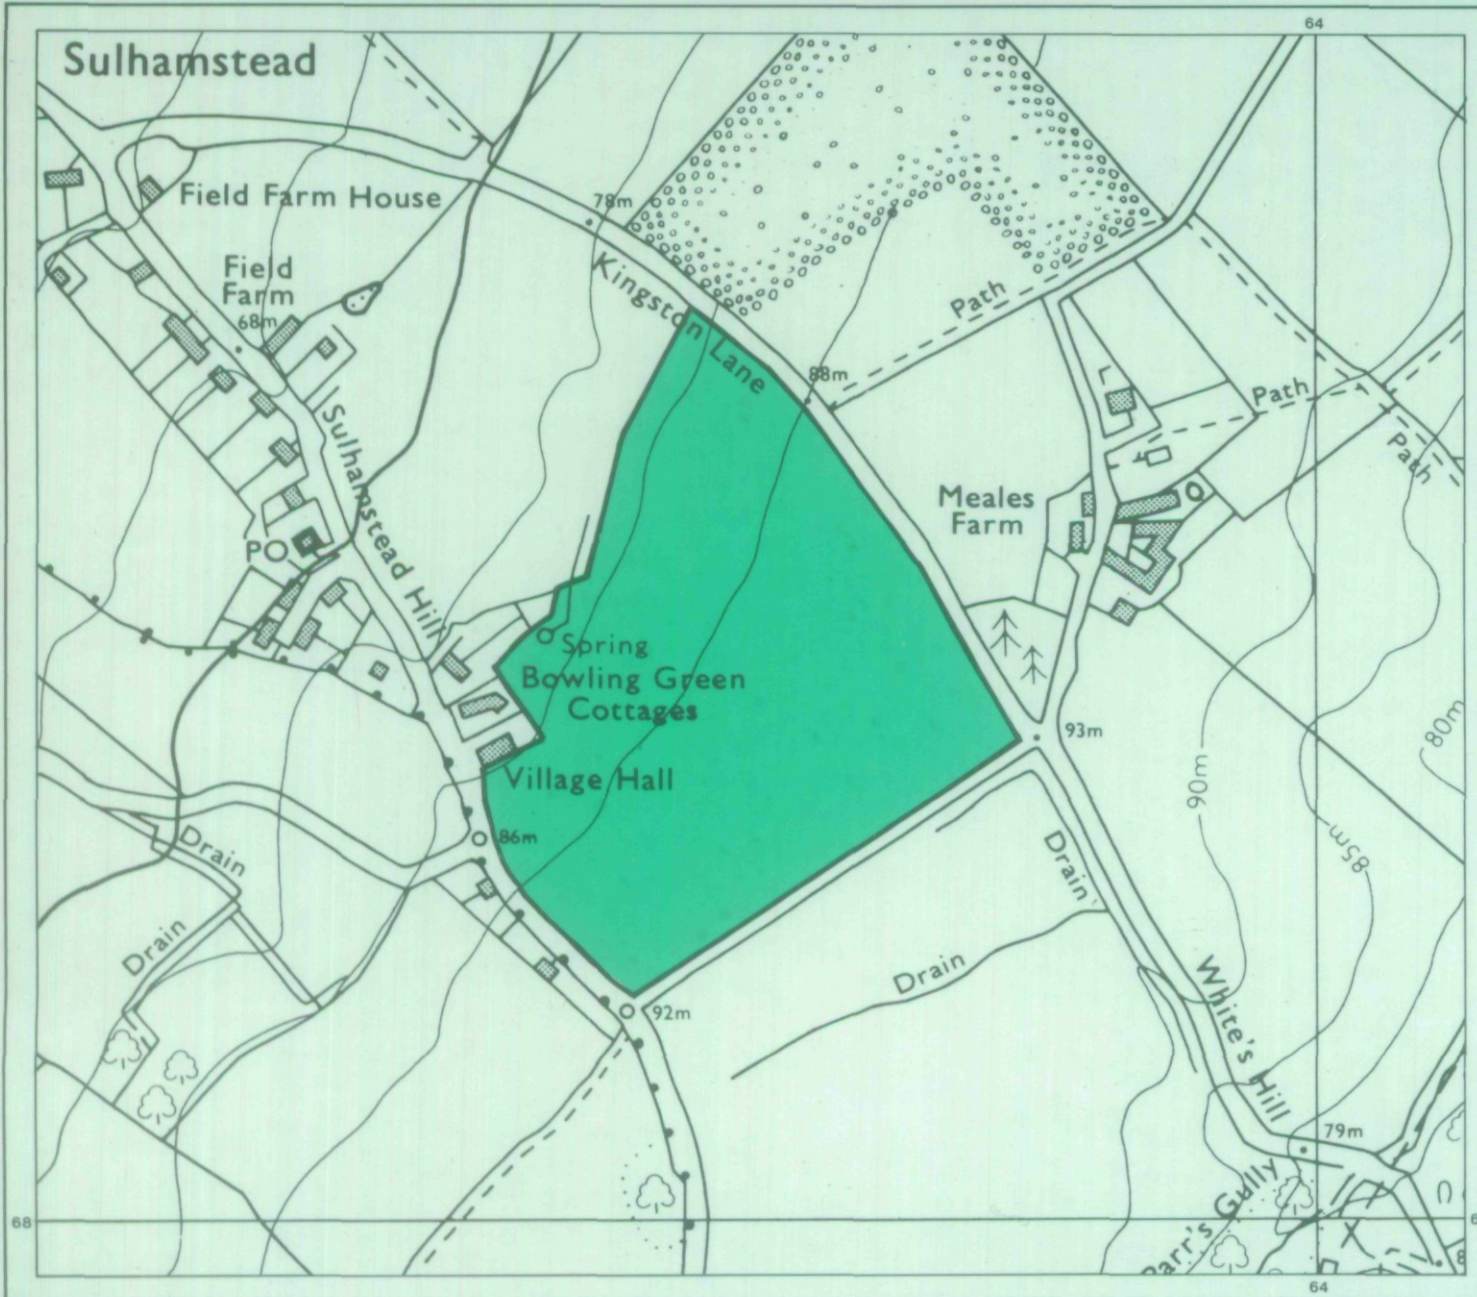 64
Sulhamstead
Field Farm House
78m
Field
Farm
68m
Kingston Lane
Path
88m
Path
Path
Sulhamstead Hill
Meales
Farm
PO
Spring
Bowling Green
Cottages
93m
80m
Village Hall
90m
86m
85m
Drain
Drain
Drain
Drain
White's Hill
92m
79m
Parr's Gully
68
64